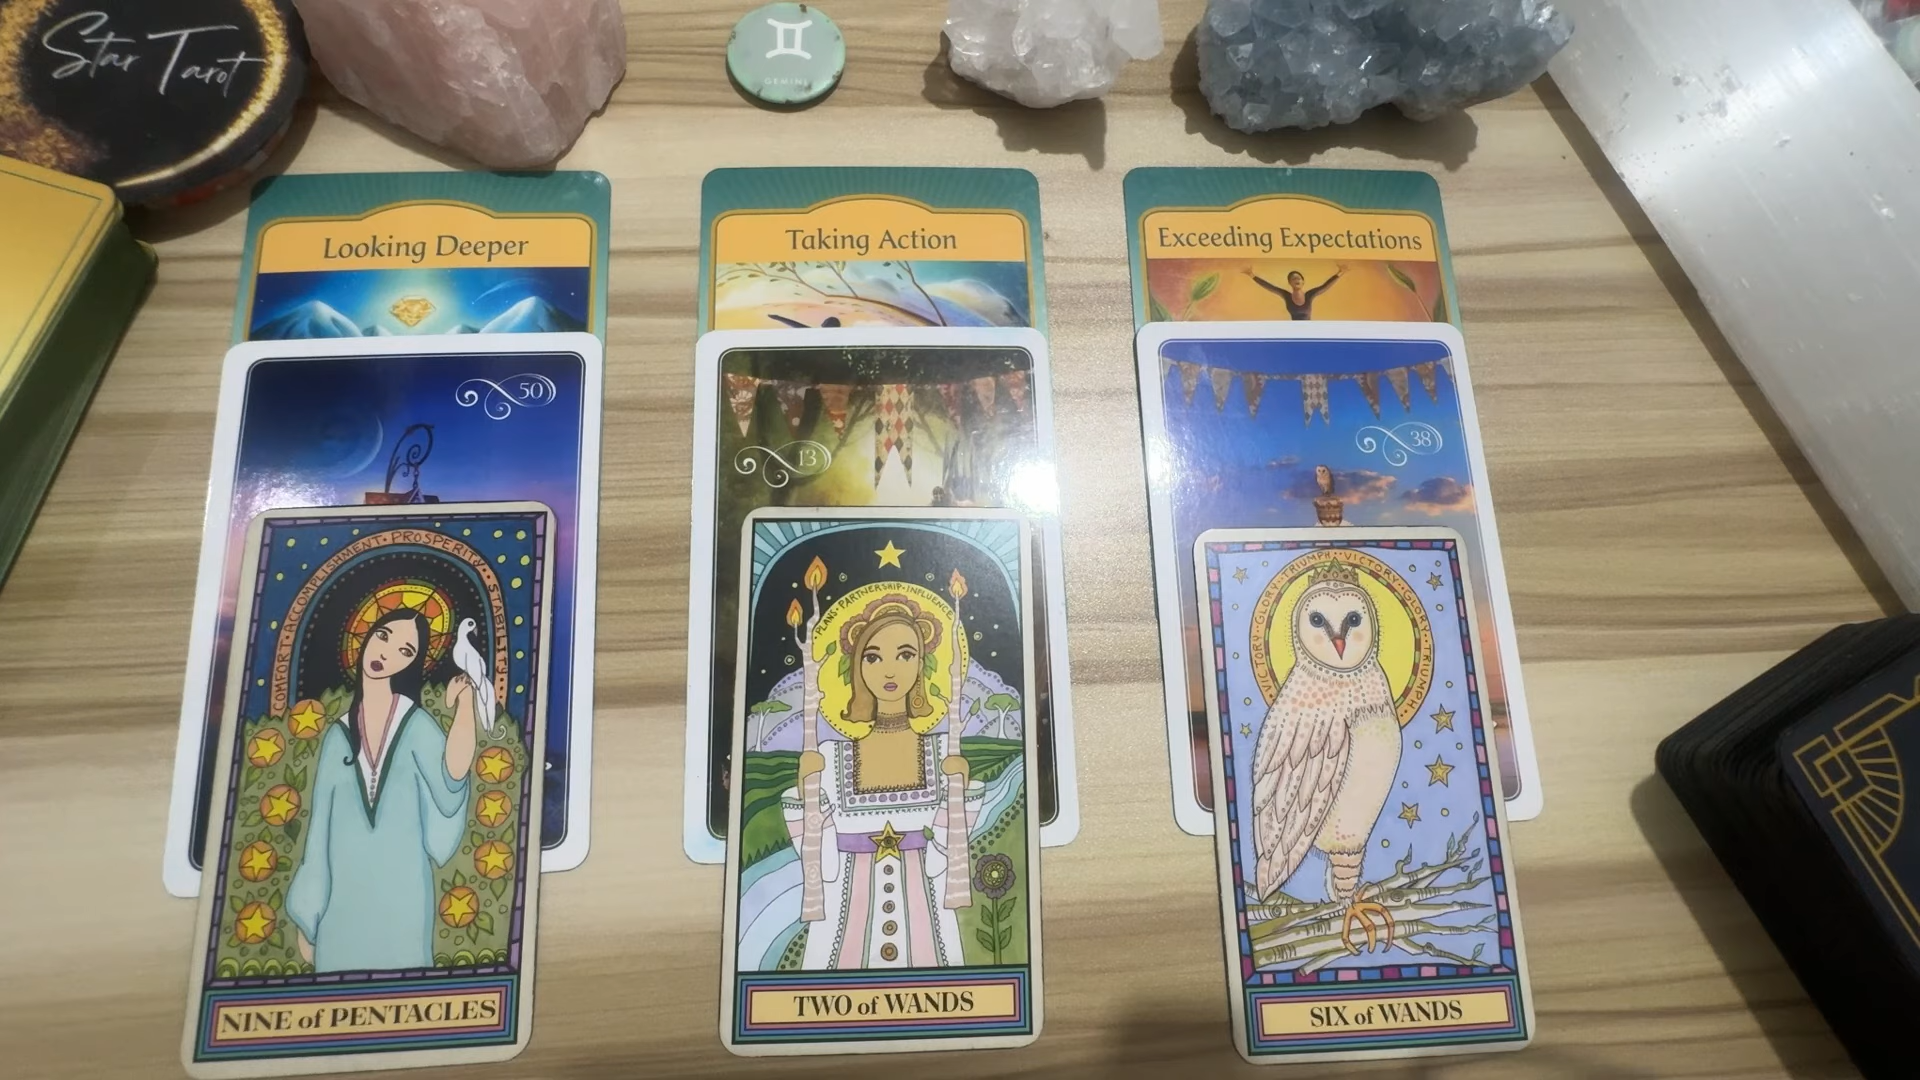 Star Tarot
GEMINI
Looking Deeper
Taking Action
Exceeding Expectations
50
13
38
COMFORT · ACCOMPLISHMENT · PROSPERITY · STABILITY
PLANS · PARTNERSHIP · INFLUENCE
VICTORY · GLORY · TRIUMPH · VICTORY · GLORY · TRIUMPH
NINE of PENTACLES
TWO of WANDS
SIX of WANDS